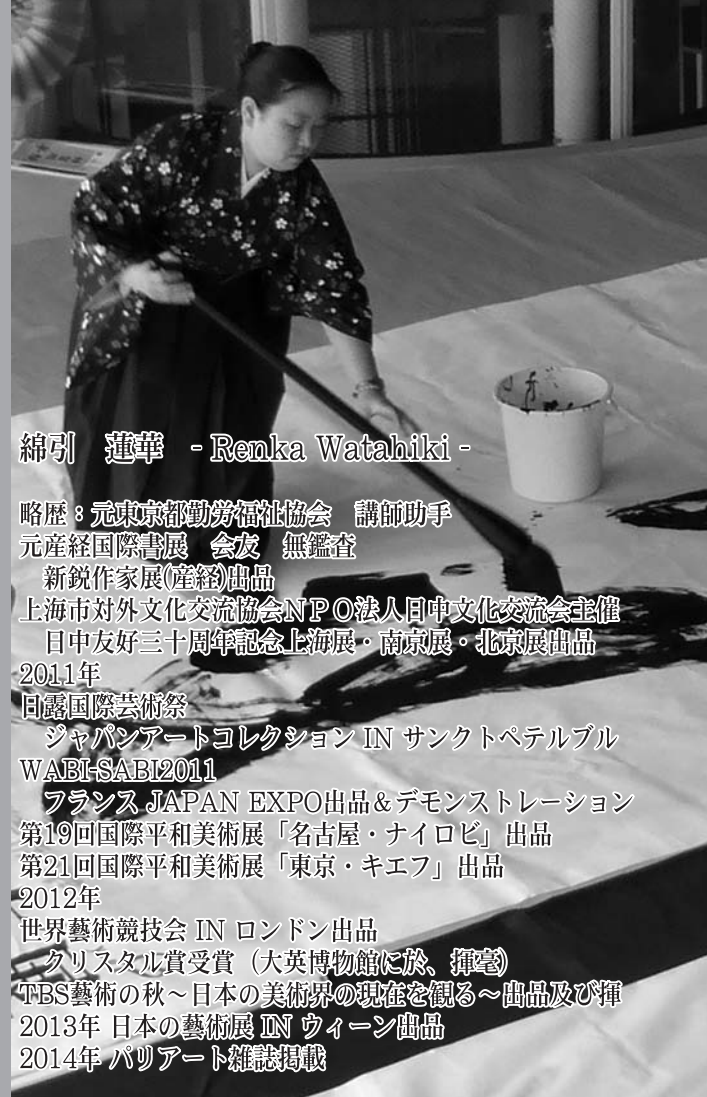 綿引　蓮華　- Renka Watahiki -
略歴：元東京都勤労福祉協会　講師助手
元産経国際書展　会友　無鑑査
新鋭作家展(産経)出品
上海市対外文化交流協会ＮＰＯ法人日中文化交流会主催
日中友好三十周年記念上海展・南京展・北京展出品
2011年
日露国際芸術祭
ジャパンアートコレクション IN サンクトペテルブル
WABI-SABI2011
フランス JAPAN EXPO出品＆デモンストレーション
第19回国際平和美術展「名古屋・ナイロビ」出品
第21回国際平和美術展「東京・キエフ」出品
2012年
世界藝術競技会 IN ロンドン出品
クリスタル賞受賞（大英博物館に於、揮毫）
TBS藝術の秋～日本の美術界の現在を観る～出品及び揮
2013年 日本の藝術展 IN ウィーン出品
2014年 パリアート雑誌掲載